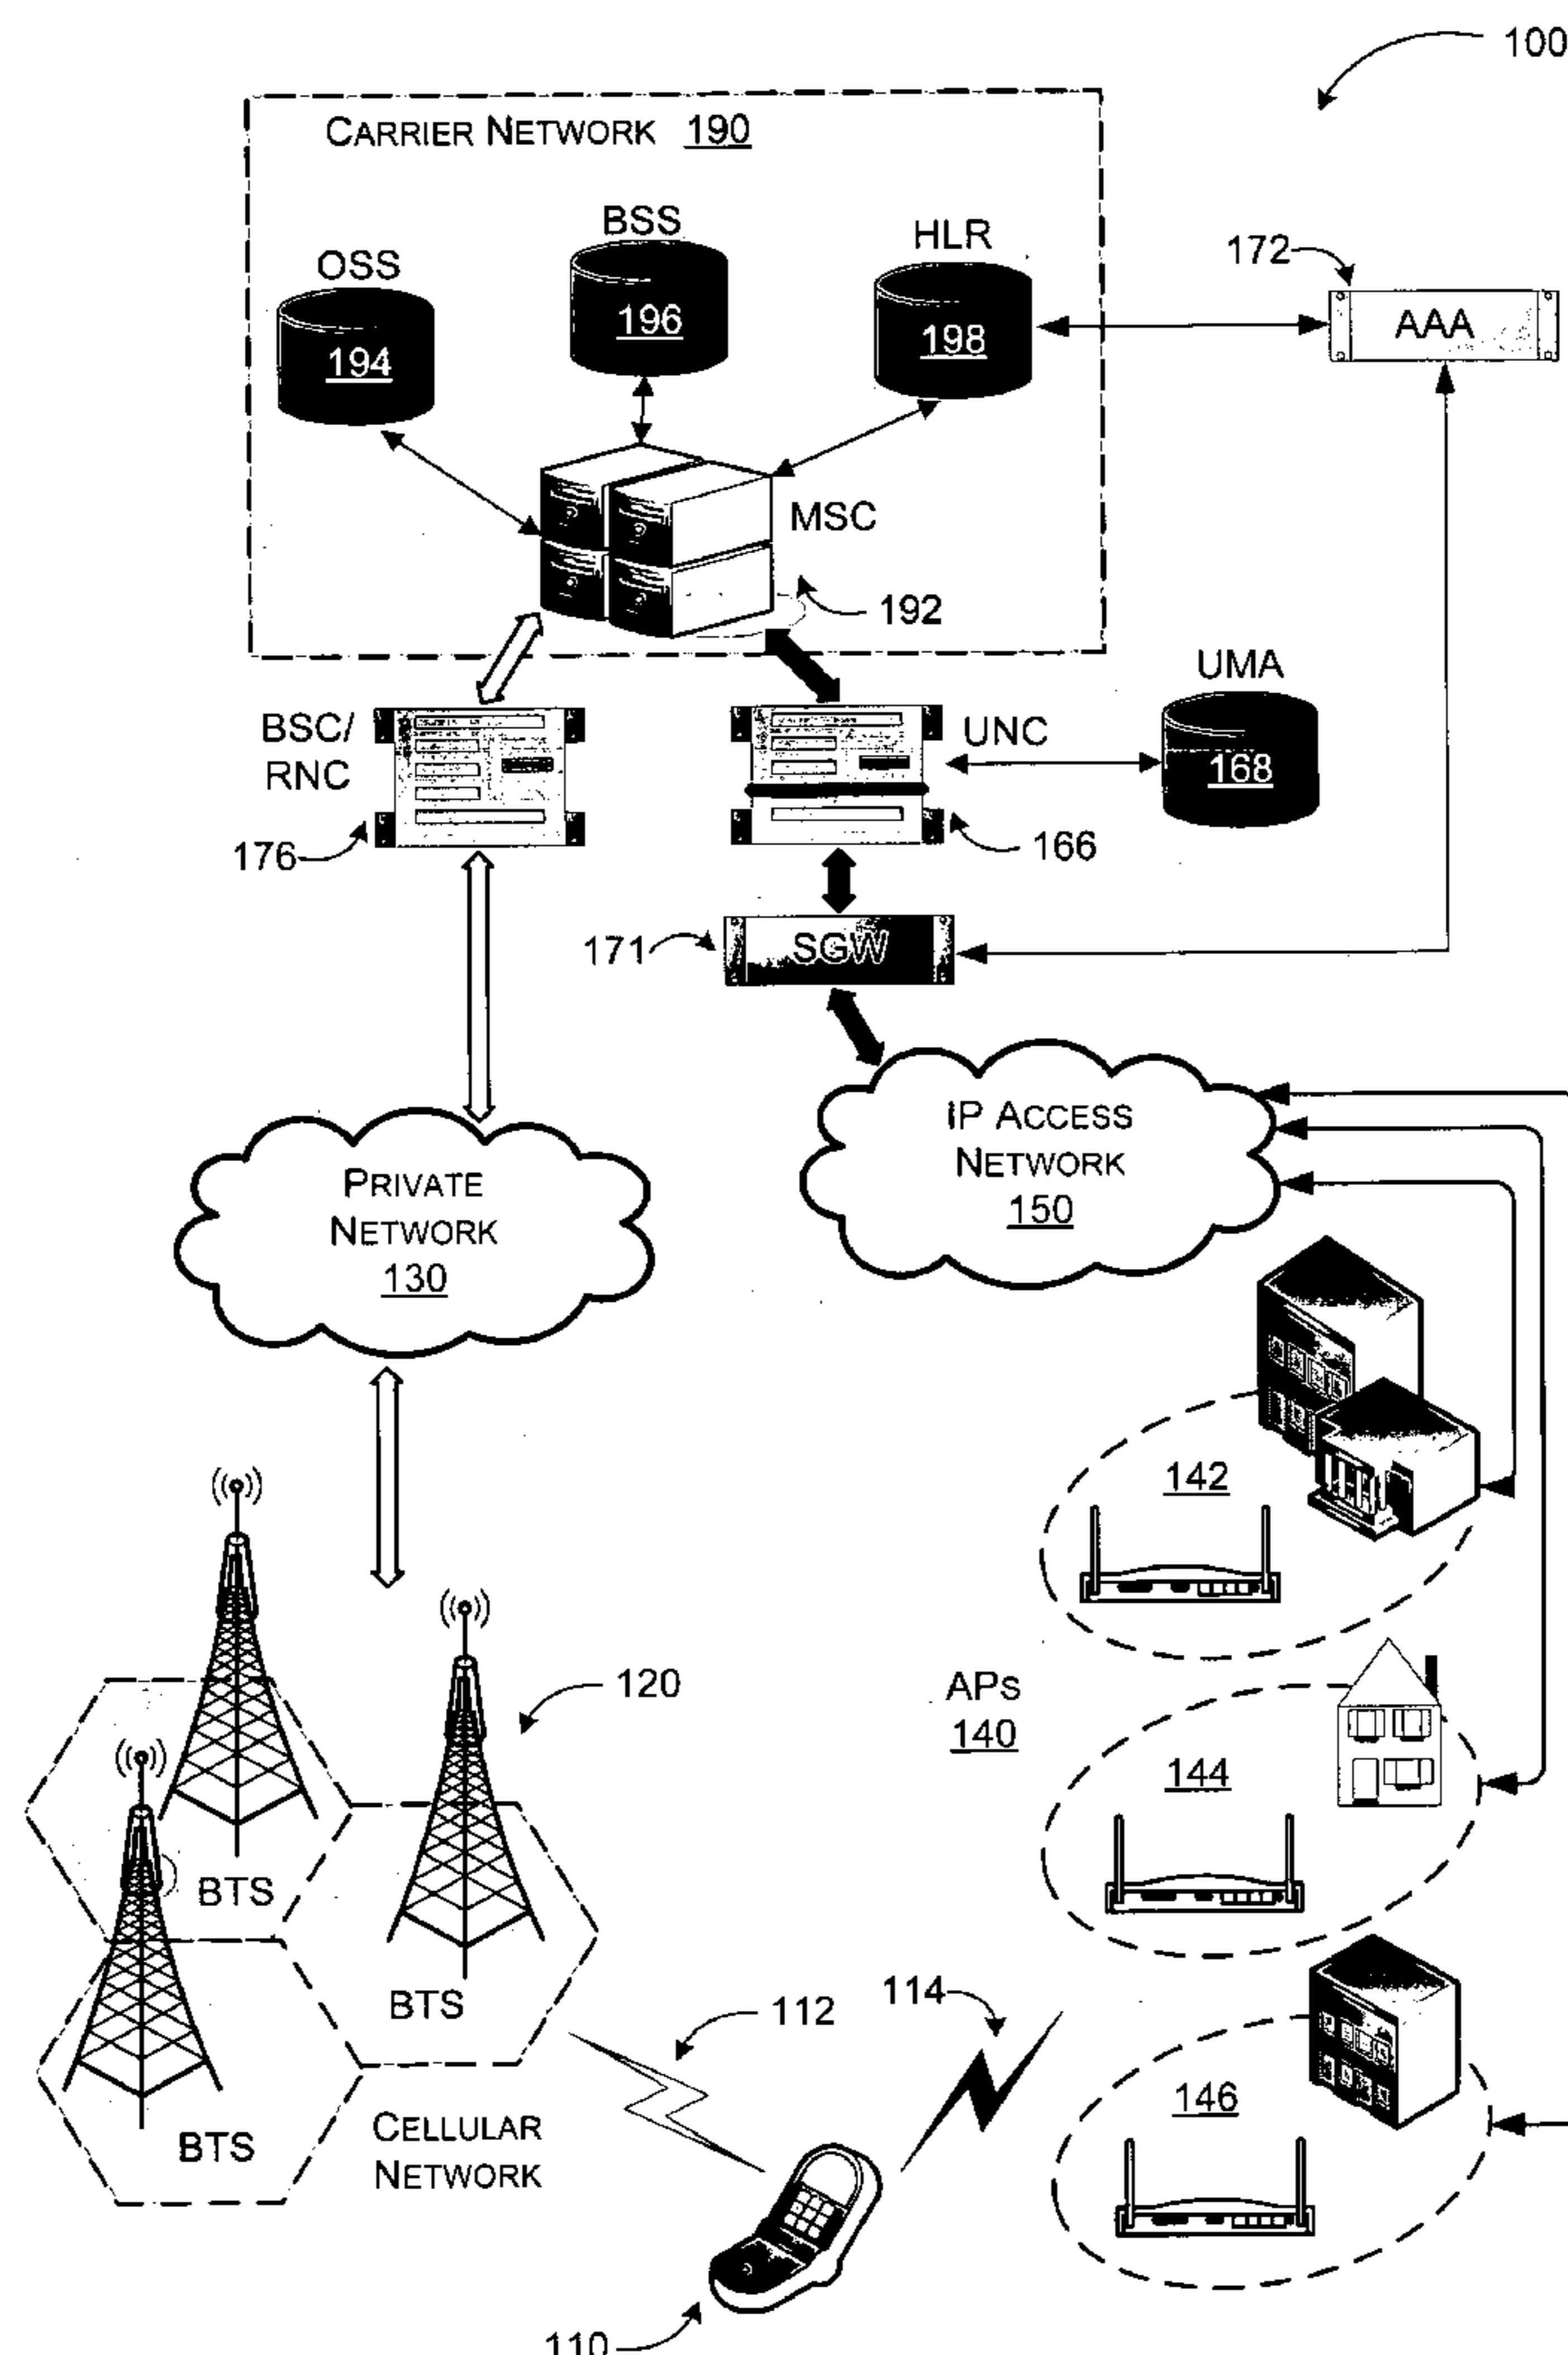 100
CARRIER NETWORK 190
BSS
HLR
OSS
172
196
198
AAA
194
MSC
192
UMA
BSC/
RNC
UNC
168
176
166
171
SGW
IP ACCESS
NETWORK
150
PRIVATE
NETWORK
130
142
120
APs
140
144
BTS
BTS
112
114
146
CELLULAR
NETWORK
BTS
110